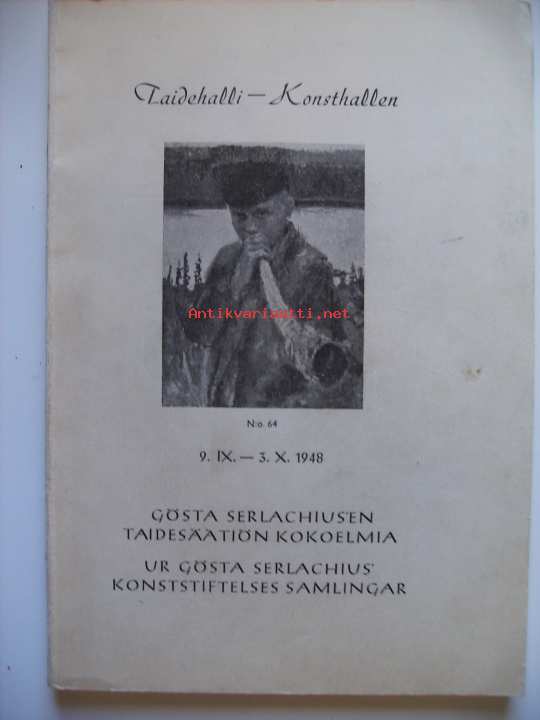 Taidehalli — Konsthallen
Antikvariaatti.net
N:o. 64
9. IX. — 3. X. 1948
GÖSTA SERLACHIUS'EN
TAIDESÄÄTIÖN KOKOELMIA
UR GÖSTA SERLACHIUS'
KONSTSTIFTELSES SAMLINGAR